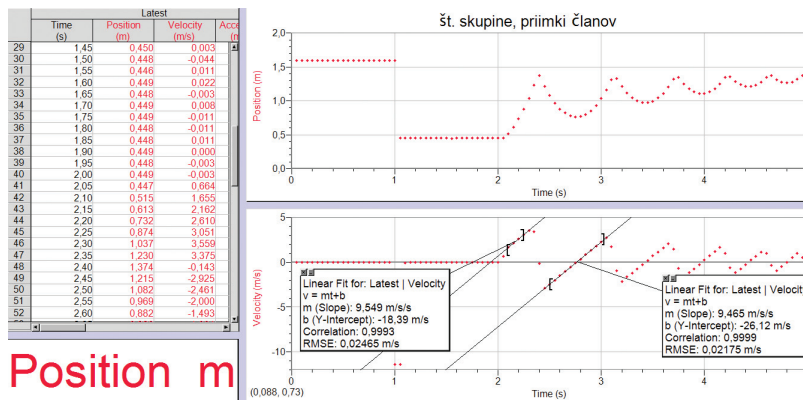 Latest
Time Position Velocity Acce
(s) (m) (m/s) (n
29 1,45 0,450 0,003
30 1,50 0,448 -0,044
31 1,55 0,446 0,011
32 1,60 0,449 0,022
33 1,65 0,448 -0,003
34 1,70 0,449 0,008
35 1,75 0,449 -0,011
36 1,80 0,448 -0,011
37 1,85 0,448 0,011
38 1,90 0,449 0,000
39 1,95 0,448 -0,003
40 2,00 0,449 -0,003
41 2,05 0,447 0,664
42 2,10 0,515 1,655
43 2,15 0,613 2,162
44 2,20 0,732 2,610
45 2,25 0,874 3,051
46 2,30 1,037 3,559
47 2,35 1,230 3,375
48 2,40 1,374 -0,143
49 2,45 1,215 -2,925
50 2,50 1,082 -2,461
51 2,55 0,969 -2,000
52 2,60 0,882 -1,493
Position m
št. skupine, priimki članov
Position (m)
2,0
1,5
1,0
0,5
0,0
0 1 2 3 4
Time (s)
Velocity (m/s)
5
0
-5
-10
Linear Fit for: Latest | Velocity
v = mt+b
m (Slope): 9,549 m/s/s
b (Y-Intercept): -18,39 m/s
Correlation: 0,9993
RMSE: 0,02465 m/s
Linear Fit for: Latest | Velocity
v = mt+b
m (Slope): 9,465 m/s/s
b (Y-Intercept): -26,12 m/s
Correlation: 0,9999
RMSE: 0,02175 m/s
0 1 2 3 4
(0,088, 0,73)
Time (s)